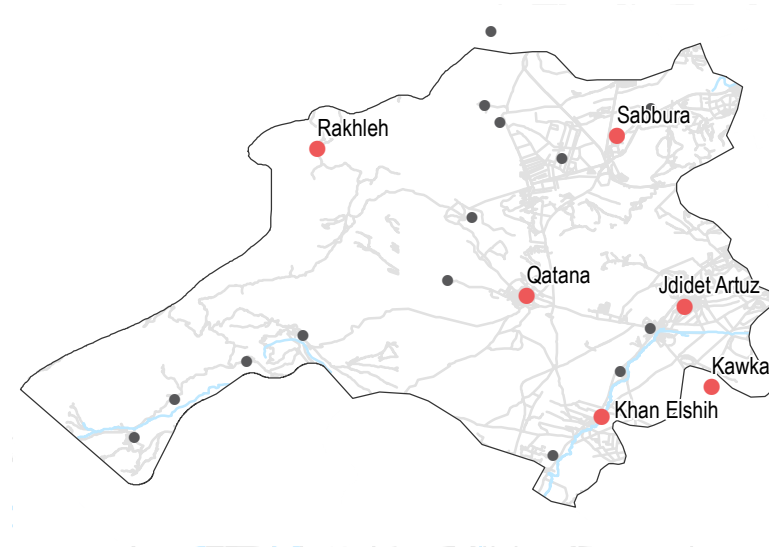 Sabbura
Rakhleh
Qatana
Jdidet Artuz
Kawka
Khan Elshih